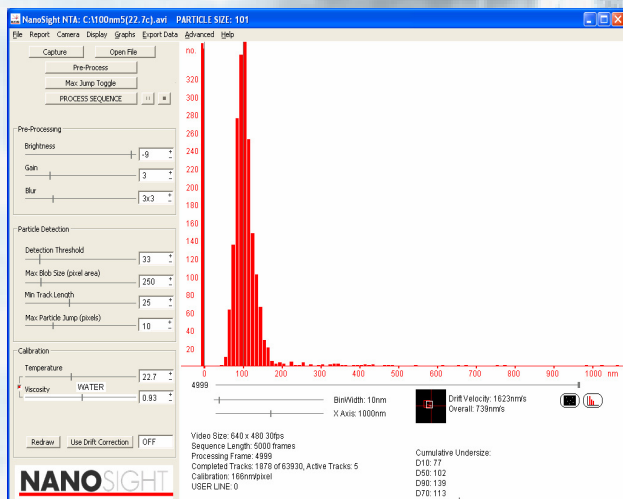 NanoSight NTA: C:\100nm5(22.7c).avi PARTICLE SIZE: 101
File Report Camera Display Graphs Export Data Advanced Help
Capture Open File
Pre-Process
Max Jump Toggle
PROCESS SEQUENCE
Pre-Processing
Brightness
-9
Gain
3
Blur
3x3
Particle Detection
Detection Threshold
33
Max Blob Size (pixel area)
250
Min Track Length
25
Max Particle Jump (pixels)
10
Calibration
Temperature
22.7
Viscosity WATER
0.93
Redraw Use Drift Correction OFF
NANOSIGHT
no.
320
300
280
260
240
220
200
180
160
140
120
100
80
60
40
20
0 100 200 300 400 500 600 700 800 900 1000 nm
4999
BinWidth: 10nm
X Axis: 1000nm
Drift Velocity: 1623nm/s
Overall: 739nm/s
Video Size: 640 x 480 30fps
Sequence Length: 5000 frames
Processing Frame: 4999
Completed Tracks: 1878 of 63930, Active Tracks: 5
Calibration: 166nm/pixel
USER LINE: 0
Cumulative Undersize:
D10: 77
D50: 102
D90: 139
D70: 113